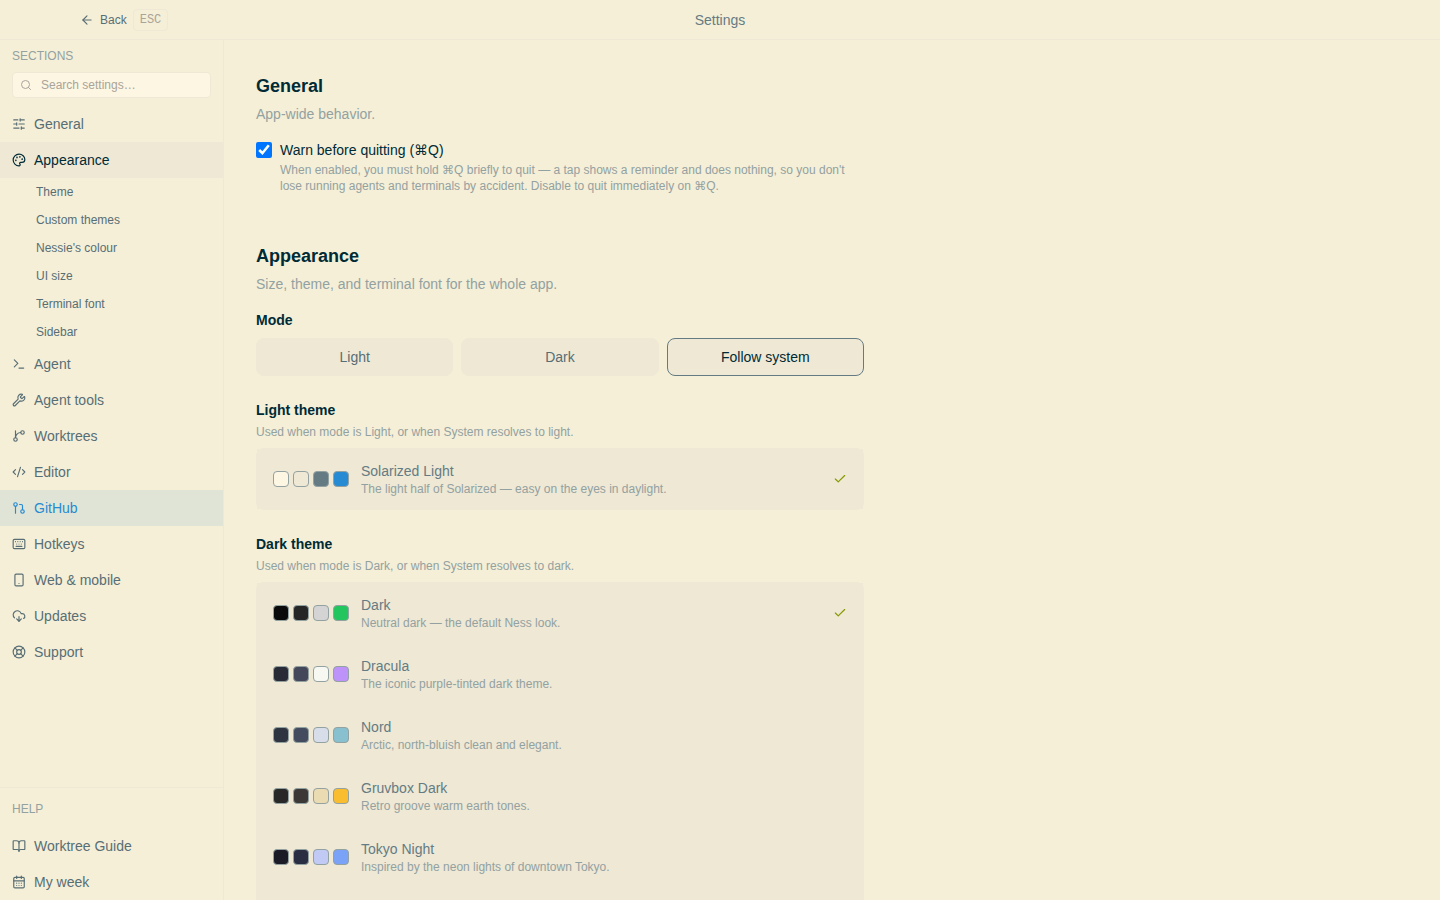 Back ESC
Settings
SECTIONS
Search settings…
General
Appearance
Theme
Custom themes
Nessie's colour
UI size
Terminal font
Sidebar
Agent
Agent tools
Worktrees
Editor
GitHub
Hotkeys
Web & mobile
Updates
Support
HELP
Worktree Guide
My week
General
App-wide behavior.
Warn before quitting (⌘Q)
When enabled, you must hold ⌘Q briefly to quit — a tap shows a reminder and does nothing, so you don't
lose running agents and terminals by accident. Disable to quit immediately on ⌘Q.
Appearance
Size, theme, and terminal font for the whole app.
Mode
Light
Dark
Follow system
Light theme
Used when mode is Light, or when System resolves to light.
Solarized Light
The light half of Solarized — easy on the eyes in daylight.
Dark theme
Used when mode is Dark, or when System resolves to dark.
Dark
Neutral dark — the default Ness look.
Dracula
The iconic purple-tinted dark theme.
Nord
Arctic, north-bluish clean and elegant.
Gruvbox Dark
Retro groove warm earth tones.
Tokyo Night
Inspired by the neon lights of downtown Tokyo.